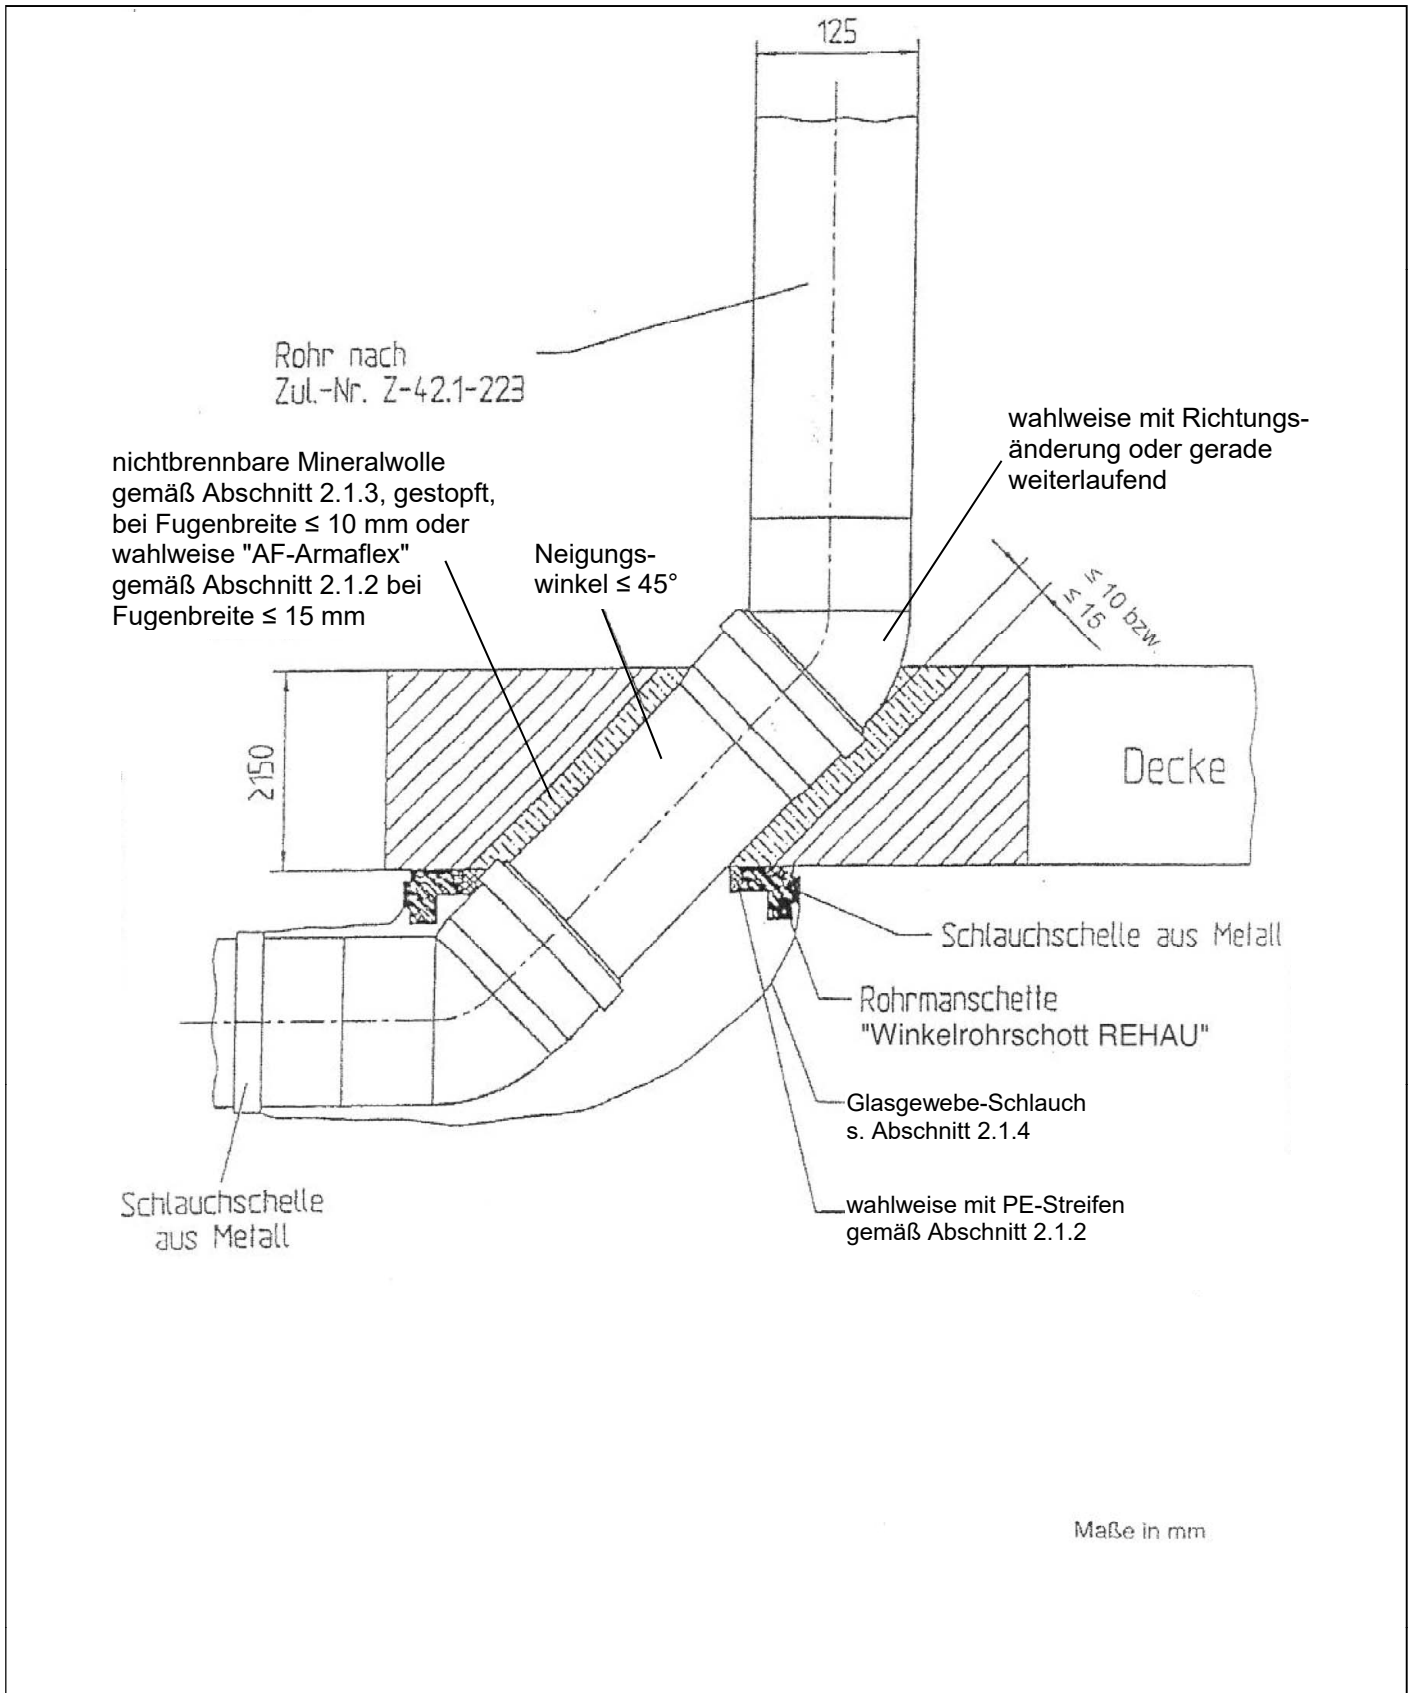 125
Rohr nach
Zul.-Nr. Z-42.1-223
wahlweise mit Richtungs-
änderung oder gerade
weiterlaufend
nichtbrennbare Mineralwolle
gemäß Abschnitt 2.1.3, gestopft,
bei Fugenbreite ≤ 10 mm oder
wahlweise "AF-Armaflex"
gemäß Abschnitt 2.1.2 bei
Fugenbreite ≤ 15 mm
Neigungs-
winkel ≤ 45°
≤ 10 bzw.
≤ 15
≥150
Decke
Schlauchschelle aus Metall
Rohrmanschette
"Winkelrohrschott REHAU"
Glasgewebe-Schlauch
s. Abschnitt 2.1.4
wahlweise mit PE-Streifen
gemäß Abschnitt 2.1.2
Schlauchschelle
aus Metall
Maße in mm